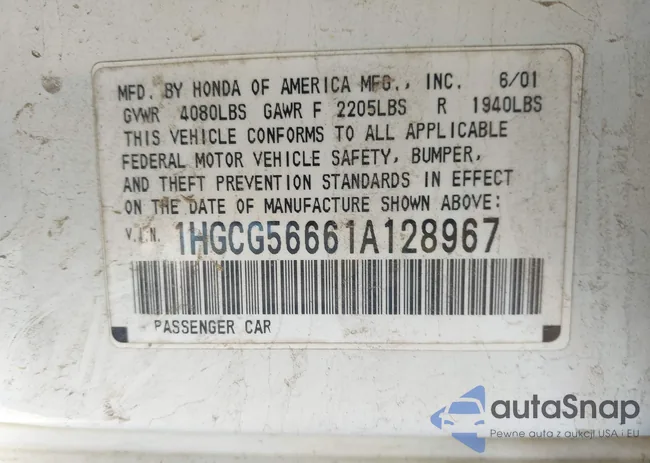 MFD. BY HONDA OF AMERICA MFG., INC. 6/01
GVWR 4080LBS GAWR F 2205LBS R 1940LBS
THIS VEHICLE CONFORMS TO ALL APPLICABLE
FEDERAL MOTOR VEHICLE SAFETY, BUMPER,
AND THEFT PREVENTION STANDARDS IN EFFECT
ON THE DATE OF MANUFACTURE SHOWN ABOVE:
V.I.N. 1HGCG56661A128967
PASSENGER CAR
autaSnap
Pewne auta z aukcji USA i EU